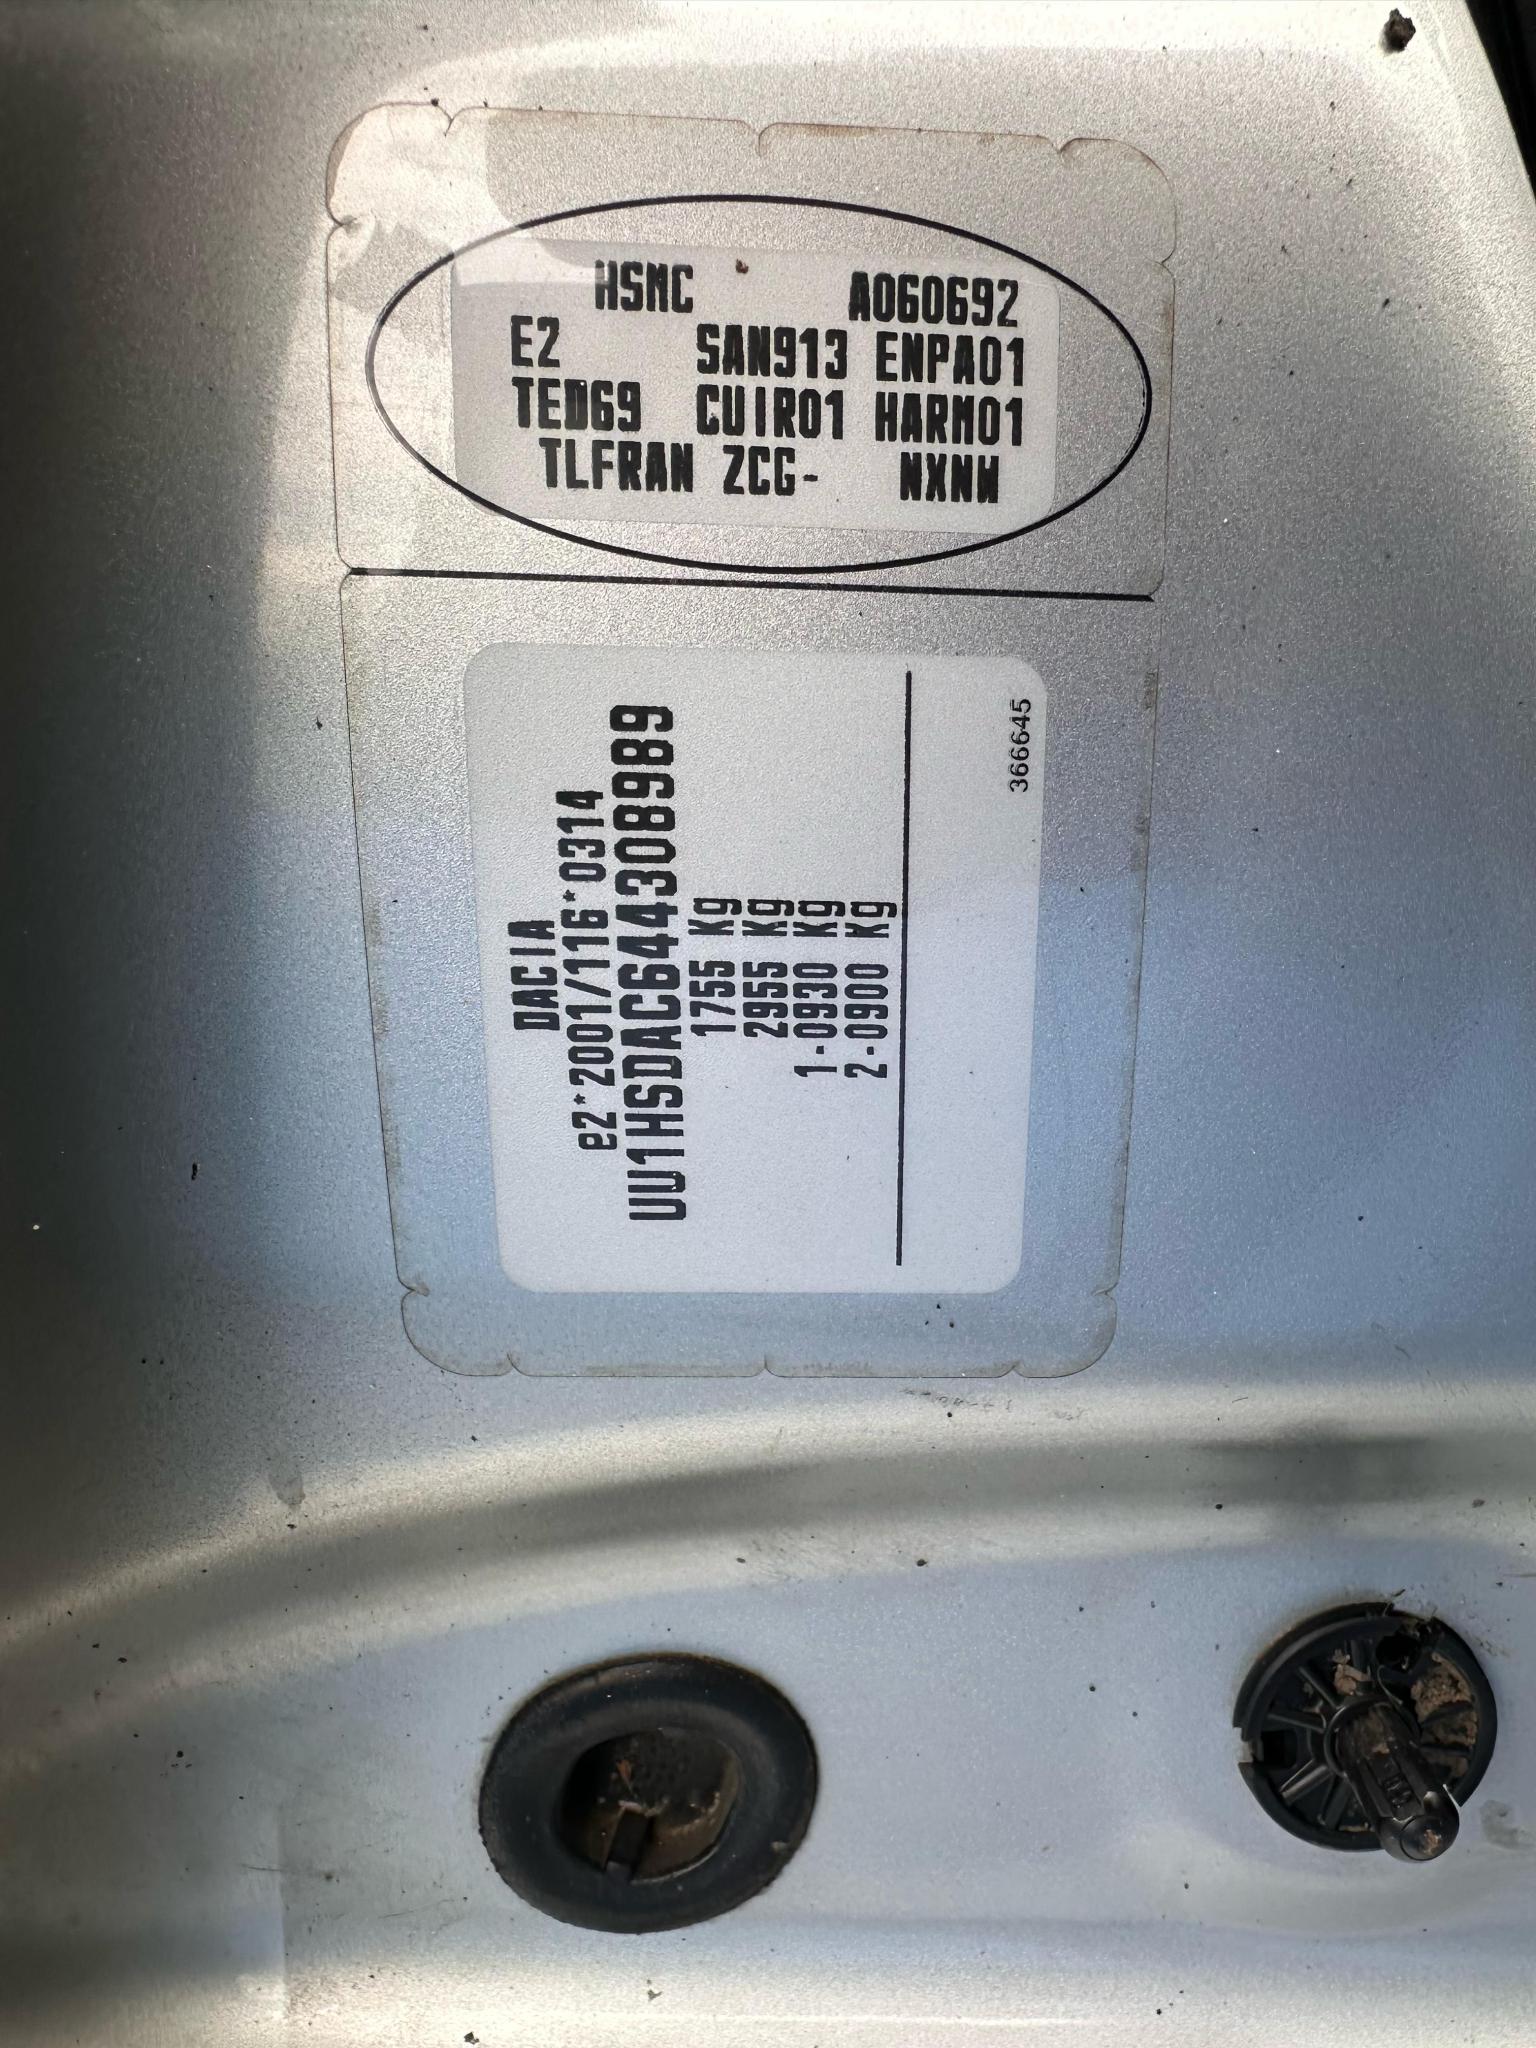 HSMC A060692
E2 SAN913 ENPA01
TED69 CUIR01 HARM01
TLFRAN ZCG- NXNM
DACIA
e2*2001/116*0314
UU1HSDAC644308989
1755 Kg
2955 Kg
1-0930 Kg
2-0900 Kg
366645